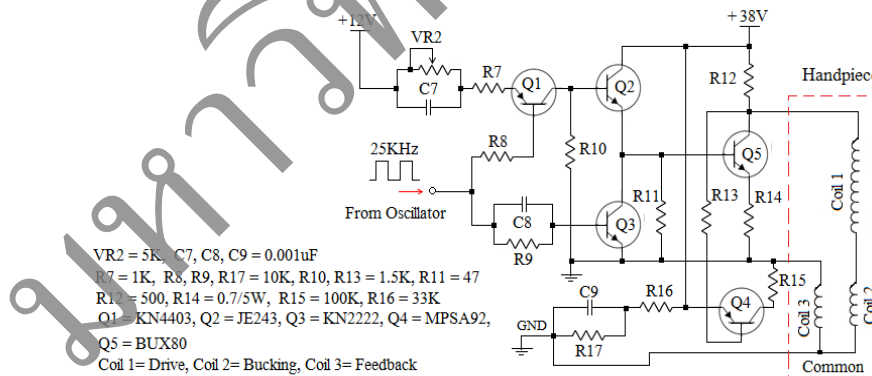 +12V
+38V
VR2
C7
R7
Q1
Q2
R12
Handpiece
25KHz
R8
R10
Q5
Coil 1
From Oscillator
C8
R9
Q3
R11
R13
R14
VR2 = 5K, C7, C8, C9 = 0.001uF
R7 = 1K, R8, R9, R17 = 10K, R10, R13 = 1.5K, R11 = 47
R12 = 500, R14 = 0.7/5W, R15 = 100K, R16 = 33K
Q1 = KN4403, Q2 = JE243, Q3 = KN2222, Q4 = MPSA92,
Q5 = BUX80
Coil 1= Drive, Coil 2= Bucking, Coil 3= Feedback
C9
R16
Q4
R15
Coil 3
Coil 2
GND
R17
Common